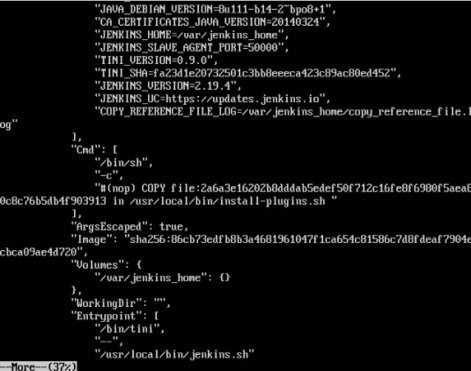 "JAVA_DEBIAN_VERSION=8u111-b14-2~bpo8+1",
"CA_CERTIFICATES_JAVA_VERSION=20140324",
"JENKINS_HOME=/var/jenkins_home",
"JENKINS_SLAVE_AGENT_PORT=50000",
"TINI_VERSION=0.9.0",
"TINI_SHA=fa23d1e20732501c3bb8eeeca423c89ac80ed452",
"JENKINS_VERSION=2.19.4",
"JENKINS_UC=https://updates.jenkins.io",
"COPY_REFERENCE_FILE_LOG=/var/jenkins_home/copy_reference_file.l
og"
],
"Cmd": [
"/bin/sh",
"-c",
"#(nop) COPY file:2a6a3e16202b8dddab5edef50f712c16fe8f6980f5aea8
0c8c76b5db4f903913 in /usr/local/bin/install-plugins.sh "
],
"ArgsEscaped": true,
"Image": "sha256:86cb73edfb8b3a4681961047f1ca654c81586c7d8fdeaf7904e
cbca09ae4d720",
"Volumes": {
"/var/jenkins_home": {}
},
"WorkingDir": "",
"Entrypoint": [
"/bin/tini",
"--",
"/usr/local/bin/jenkins.sh"
--More--(37%)